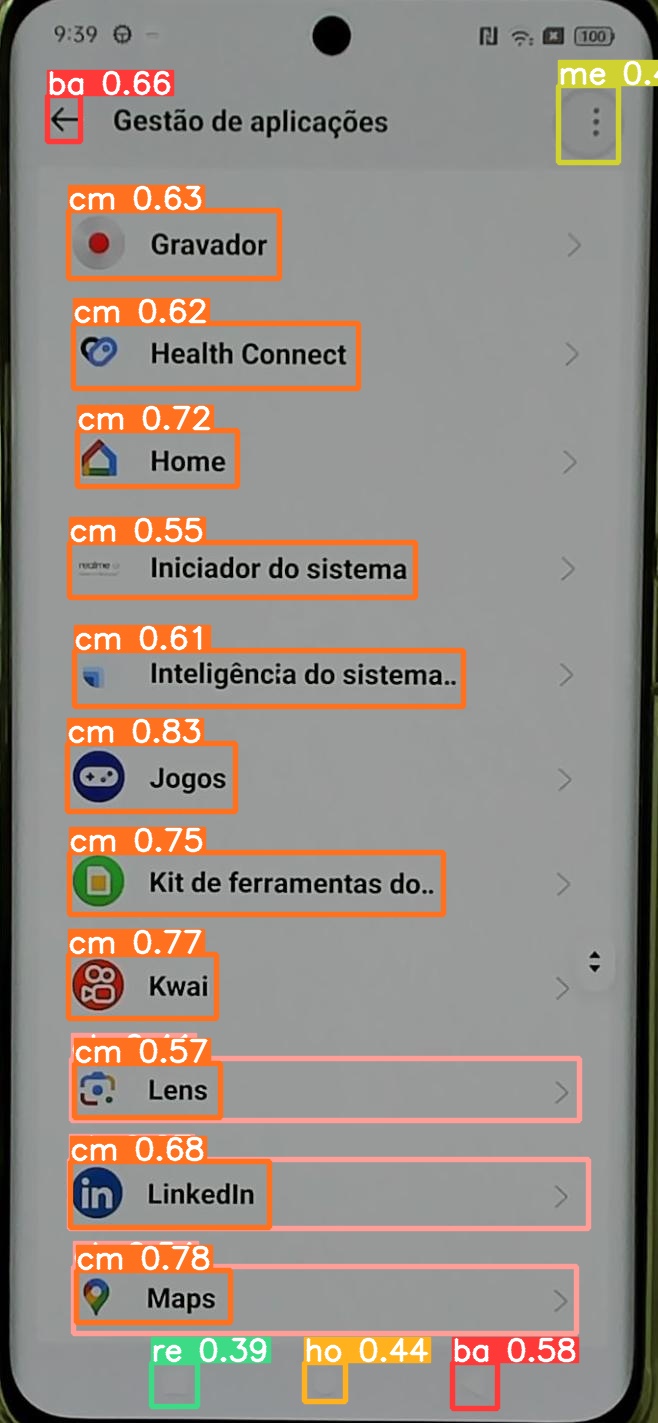 9:39 100
ba 0.66 me 0.4
Gestão de aplicações
cm 0.63
Gravador
cm 0.62
Health Connect
cm 0.72
Home
cm 0.55
realme Iniciador do sistema
cm 0.61
Inteligência do sistema..
cm 0.83
Jogos
cm 0.75
Kit de ferramentas do..
cm 0.77
Kwai
cm 0.57
Lens
cm 0.68
in LinkedIn
cm 0.78
Maps
re 0.39 ho 0.44 ba 0.58